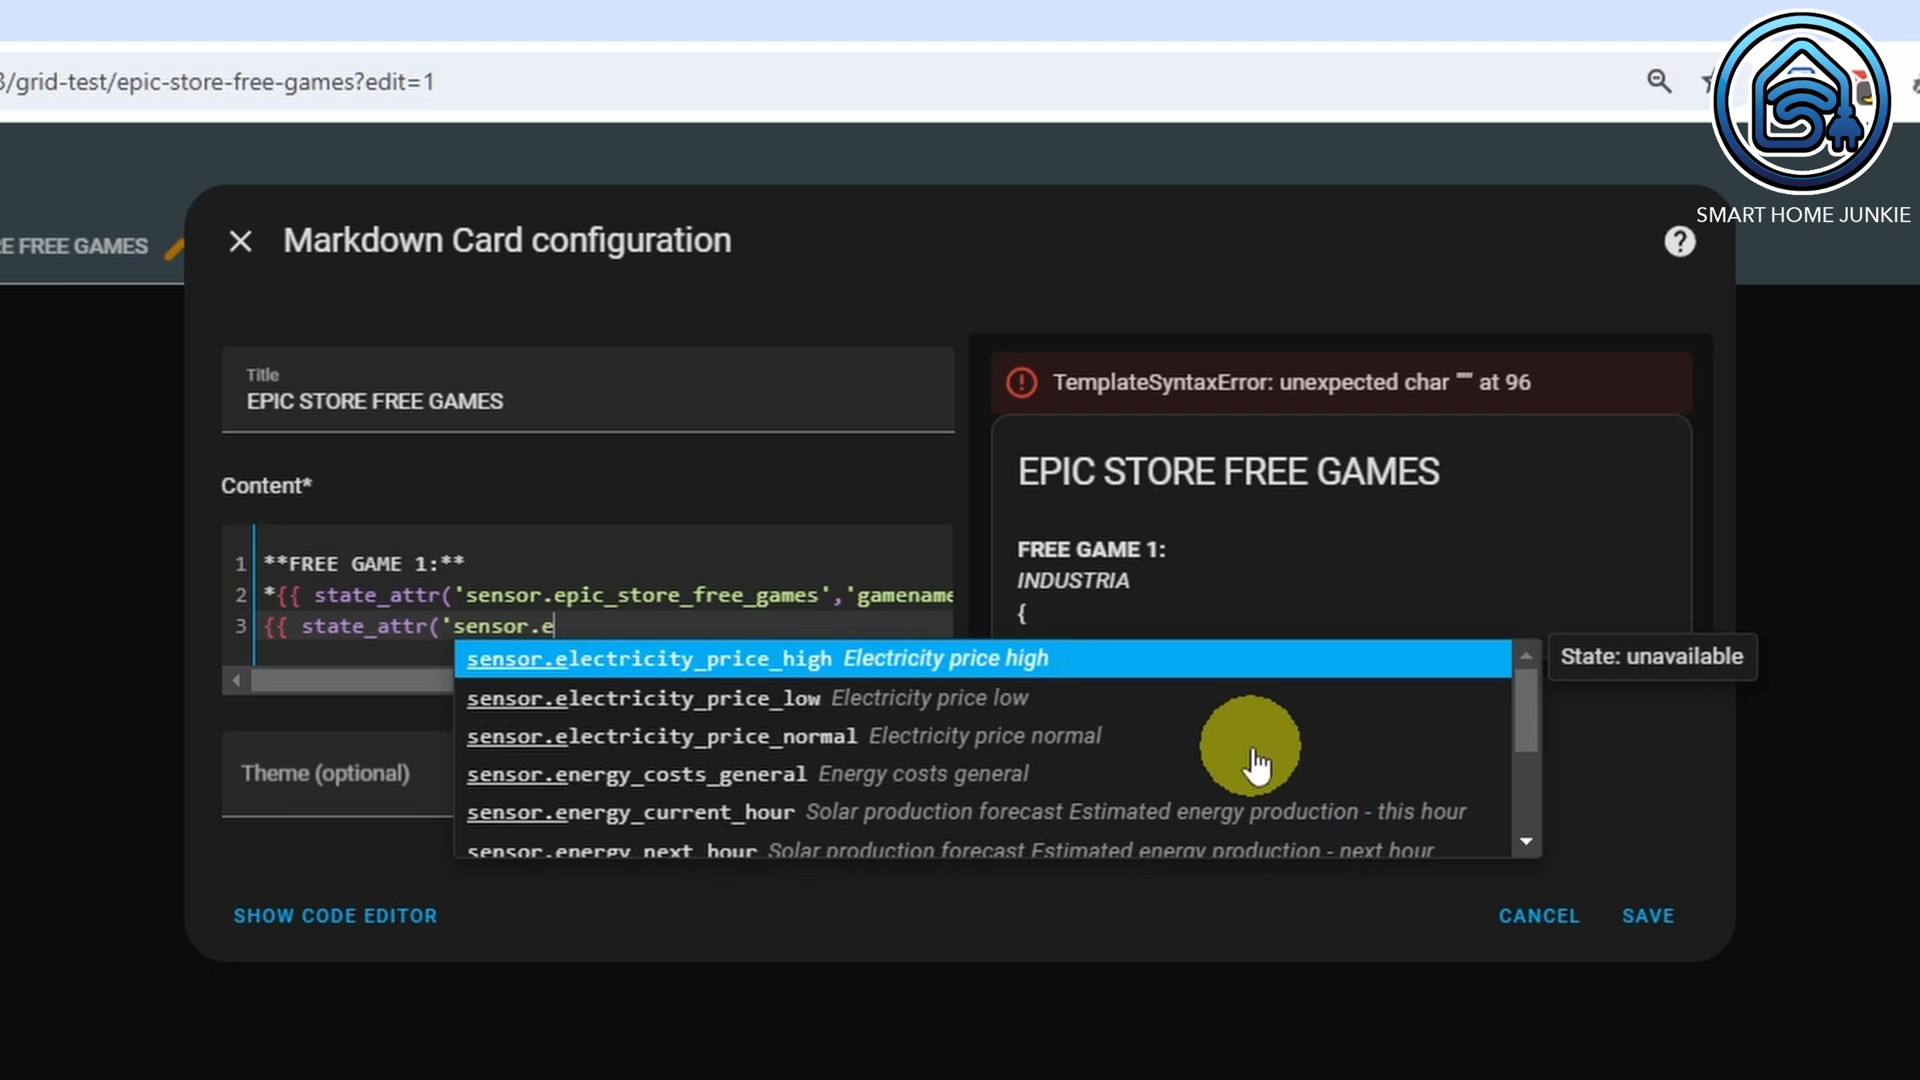 3/grid-test/epic-store-free-games?edit=1
SMART HOME JUNKIE
RE FREE GAMES
Markdown Card configuration
?
Title
EPIC STORE FREE GAMES
Content*
1 **FREE GAME 1:**
2 *{{ state_attr('sensor.epic_store_free_games','gamename
3 {{ state_attr('sensor.e
TemplateSyntaxError: unexpected char '"' at 96
EPIC STORE FREE GAMES
FREE GAME 1:
INDUSTRIA
{
sensor.electricity_price_high Electricity price high
State: unavailable
sensor.electricity_price_low Electricity price low
sensor.electricity_price_normal Electricity price normal
sensor.energy_costs_general Energy costs general
sensor.energy_current_hour Solar production forecast Estimated energy production - this hour
sensor.energy_next_hour Solar production forecast Estimated energy production - next hour
Theme (optional)
SHOW CODE EDITOR
CANCEL
SAVE